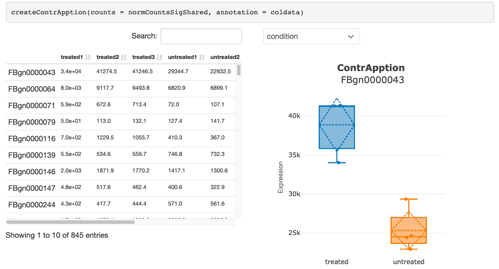 createContrApption(counts = normCountsSigShared, annotation = coldata)
Search:
condition
treated1 treated2 treated3 untreated1 untreated2
FBgn0000043 3.4e+04 41274.5 41246.5 29344.7 22932.5
FBgn0000064 8.0e+03 9117.7 9493.8 6820.9 6899.1
FBgn0000071 5.9e+02 672.6 713.4 72.0 107.1
FBgn0000079 5.0e+01 113.0 132.1 127.4 141.7
FBgn0000116 7.0e+02 1229.5 1055.7 410.3 367.0
FBgn0000139 5.5e+02 534.6 559.7 746.8 732.3
FBgn0000146 2.0e+03 1871.9 1770.2 1417.1 1300.6
FBgn0000147 4.8e+02 517.6 462.4 400.6 322.9
FBgn0000244 4.3e+02 417.7 444.4 571.0 561.6
Showing 1 to 10 of 845 entries
ContrApption
FBgn0000043
40k
35k
30k
25k
Expression
treated untreated